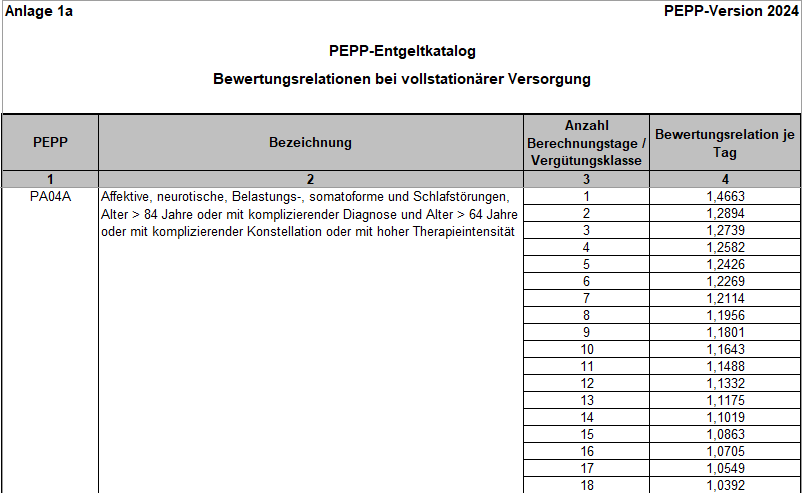 Anlage 1a PEPP-Version 2024
PEPP-Entgeltkatalog
Bewertungsrelationen bei vollstationärer Versorgung
PEPP Bezeichnung Anzahl Berechnungstage / Vergütungsklasse Bewertungsrelation je Tag
1 2 3 4
PA04A Affektive, neurotische, Belastungs-, somatoforme und Schlafstörungen, 1 1,4663
Alter > 84 Jahre oder mit komplizierender Diagnose und Alter > 64 Jahre 2 1,2894
oder mit komplizierender Konstellation oder mit hoher Therapieintensität 3 1,2739
4 1,2582
5 1,2426
6 1,2269
7 1,2114
8 1,1956
9 1,1801
10 1,1643
11 1,1488
12 1,1332
13 1,1175
14 1,1019
15 1,0863
16 1,0705
17 1,0549
18 1,0392